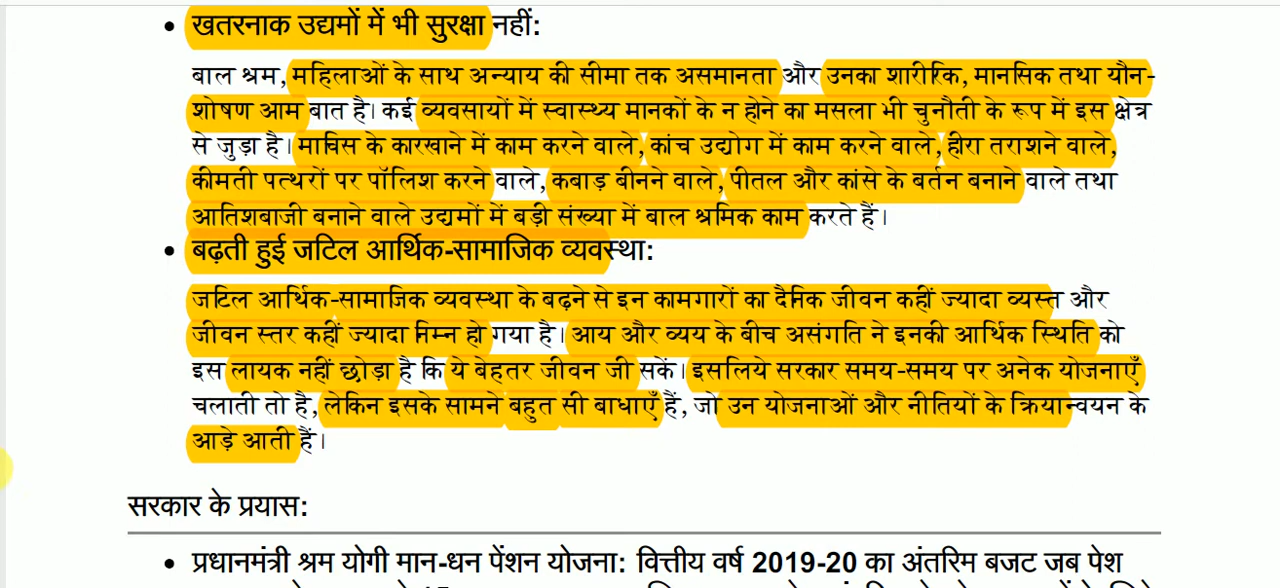 • खतरनाक उद्यमों में भी सुरक्षा नहीं:
बाल श्रम, महिलाओं के साथ अन्याय की सीमा तक असमानता और उनका शारीरिक, मानसिक तथा यौन-
शोषण आम बात है। कई व्यवसायों में स्वास्थ्य मानकों के न होने का मसला भी चुनौती के रूप में इस क्षेत्र
से जुड़ा है। माचिस के कारखाने में काम करने वाले, कांच उद्योग में काम करने वाले, हीरा तराशने वाले,
कीमती पत्थरों पर पॉलिश करने वाले, कबाड़ बीनने वाले, पीतल और कांसे के बर्तन बनाने वाले तथा
आतिशबाजी बनाने वाले उद्यमों में बड़ी संख्या में बाल श्रमिक काम करते हैं।
• बढ़ती हुई जटिल आर्थिक-सामाजिक व्यवस्था:
जटिल आर्थिक-सामाजिक व्यवस्था के बढ़ने से इन कामगारों का दैनिक जीवन कहीं ज्यादा व्यस्त और
जीवन स्तर कहीं ज्यादा निम्न हो गया है। आय और व्यय के बीच असंगति ने इनकी आर्थिक स्थिति को
इस लायक नहीं छोड़ा है कि ये बेहतर जीवन जी सकें। इसलिये सरकार समय-समय पर अनेक योजनाएँ
चलाती तो है, लेकिन इसके सामने बहुत सी बाधाएँ हैं, जो उन योजनाओं और नीतियों के क्रियान्वयन के
आड़े आती हैं।
सरकार के प्रयास:
• प्रधानमंत्री श्रम योगी मान-धन पेंशन योजना: वित्तीय वर्ष 2019-20 का अंतरिम बजट जब पेश